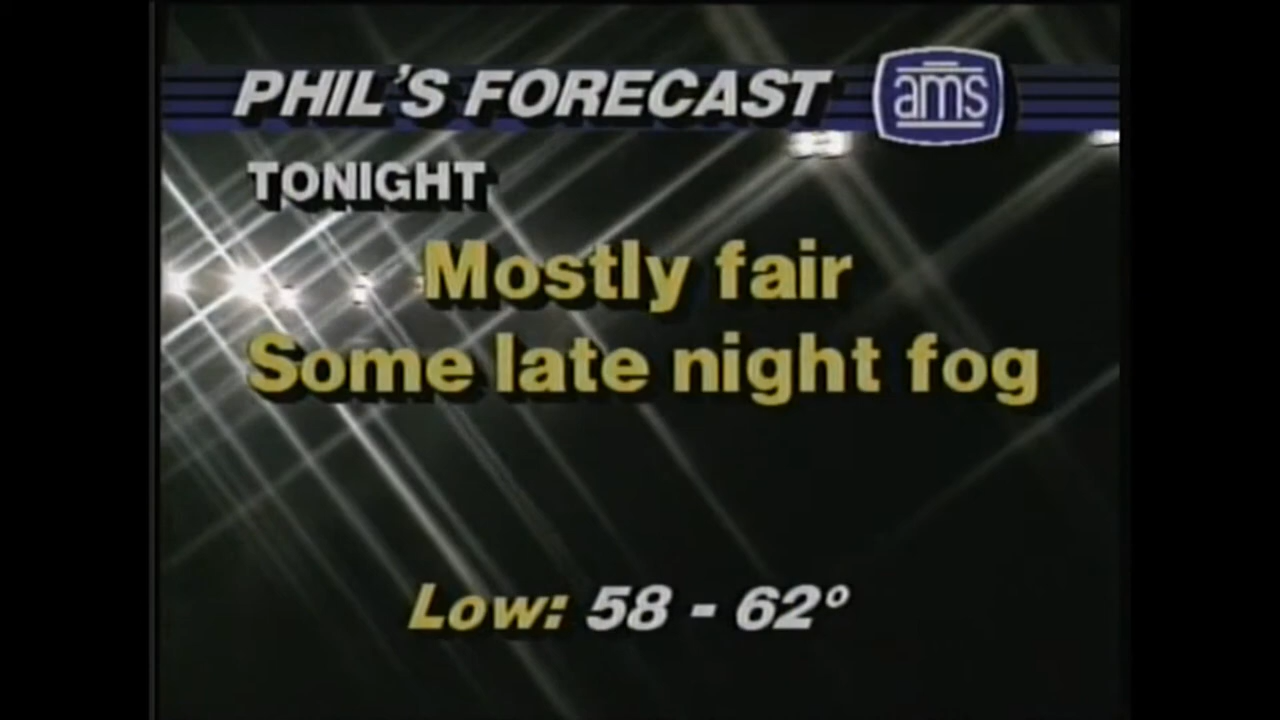 PHIL'S FORECAST
ams
TONIGHT
Mostly fair
Some late night fog
Low: 58 - 62°